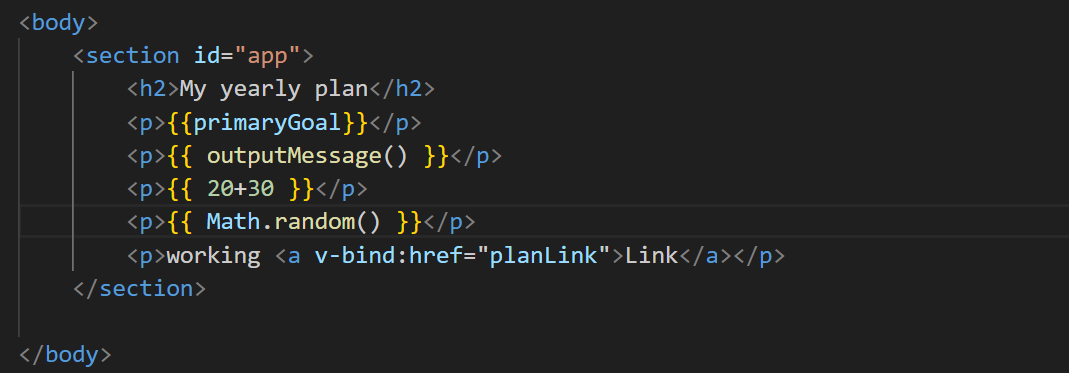 <body>
<section id="app">
<h2>My yearly plan</h2>
<p>{{primaryGoal}}</p>
<p>{{ outputMessage() }}</p>
<p>{{ 20+30 }}</p>
<p>{{ Math.random() }}</p>
<p>working <a v-bind:href="planLink">Link</a></p>
</section>
</body>